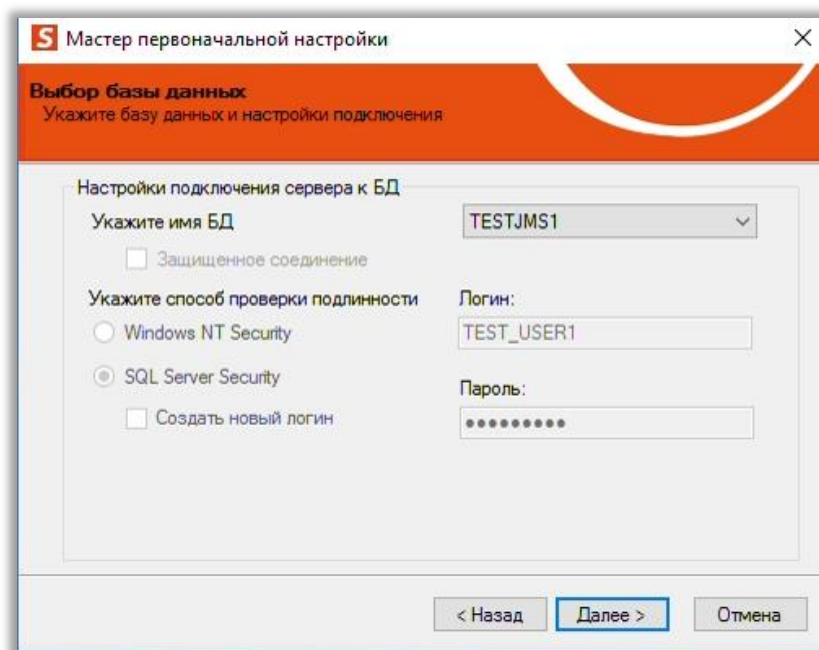 S Мастер первоначальной настройки
Выбор базы данных
Укажите базу данных и настройки подключения
Настройки подключения сервера к БД
Укажите имя БД
TESTJMS1
Защищенное соединение
Укажите способ проверки подлинности
Логин:
Windows NT Security
TEST_USER1
SQL Server Security
Пароль:
Создать новый логин
●●●●●●●●●
< Назад
Далее >
Отмена